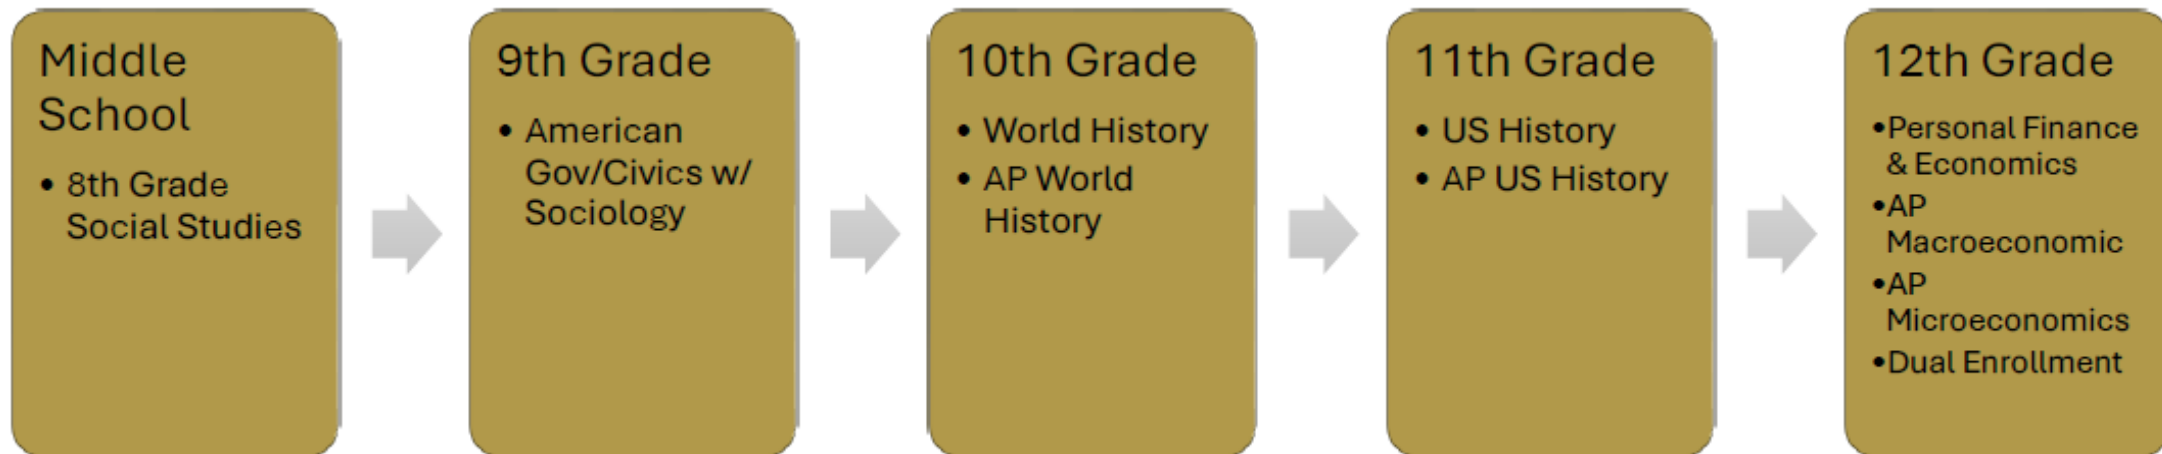 Middle
School
• 8th Grade
Social Studies
9th Grade
• American
Gov/Civics w/
Sociology
10th Grade
• World History
• AP World
History
11th Grade
• US History
• AP US History
12th Grade
•Personal Finance
& Economics
•AP
Macroeconomic
•AP
Microeconomics
•Dual Enrollment